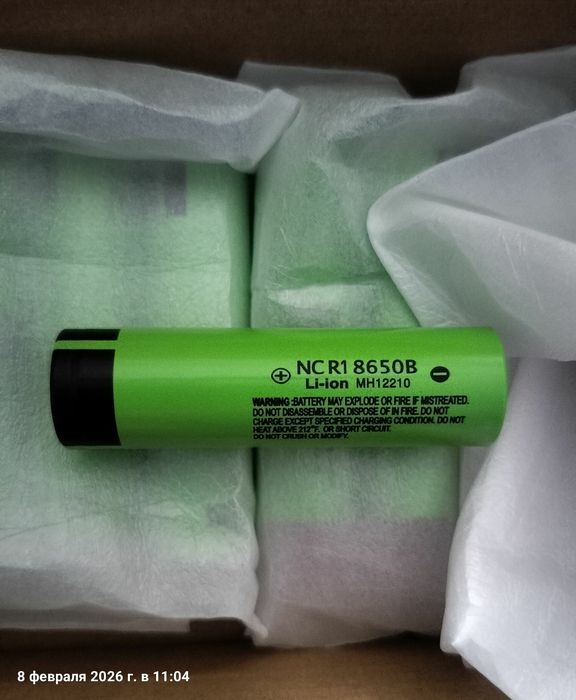 ⊕ NCR18650B ⊖
Li-ion MH12210
WARNING :BATTERY MAY EXPLODE OR FIRE IF MISTREATED.
DO NOT DISASSEMBLE OR DISPOSE OF IN FIRE. DO NOT
CHARGE EXCEPT SPECIFIED CHARGING CONDITION. DO NOT
HEAT ABOVE 212°F. OR SHORT CIRCUIT.
DO NOT CRUSH OR MODIFY.
8 февраля 2026 г. в 11:04